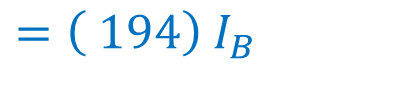 = ( 194) I_B